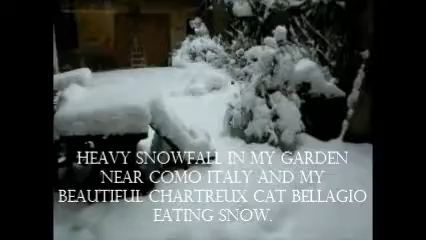 HEAVY SNOWFALL IN MY GARDEN
NEAR COMO ITALY AND MY
BEAUTIFUL CHARTREUX CAT BELLAGIO
EATING SNOW.